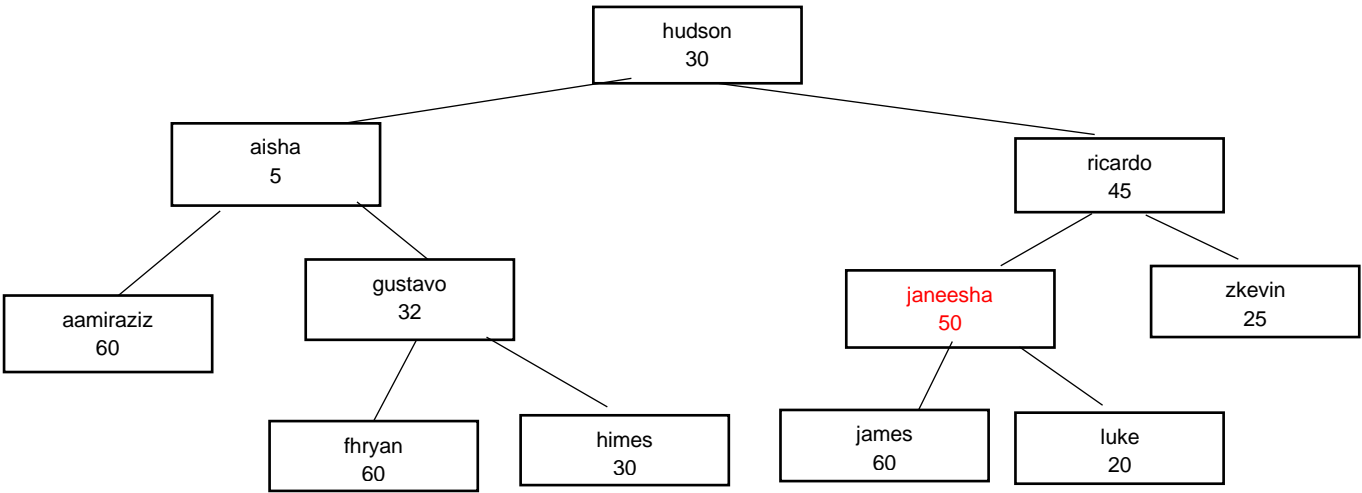 hudson
30
aisha
5
ricardo
45
gustavo
32
janeesha
50
zkevin
25
aamiraziz
60
fhryan
60
himes
30
james
60
luke
20